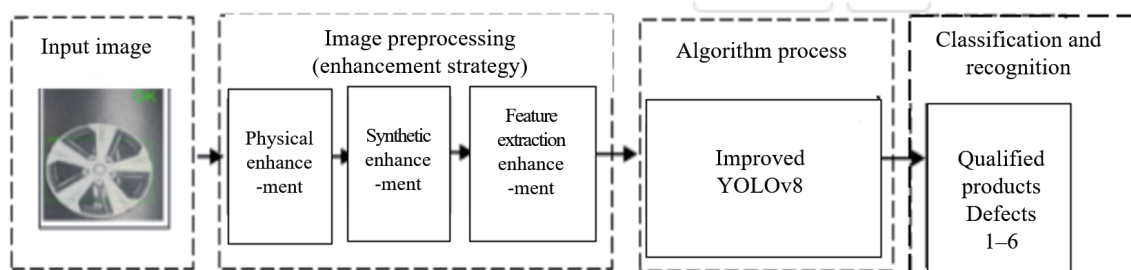 Input image
Image preprocessing
(enhancement strategy)
Physical
enhance
-ment
Synthetic
enhance
-ment
Feature
extraction
enhance
-ment
Algorithm process
Improved
YOLOv8
Classification and
recognition
Qualified
products
Defects
1–6